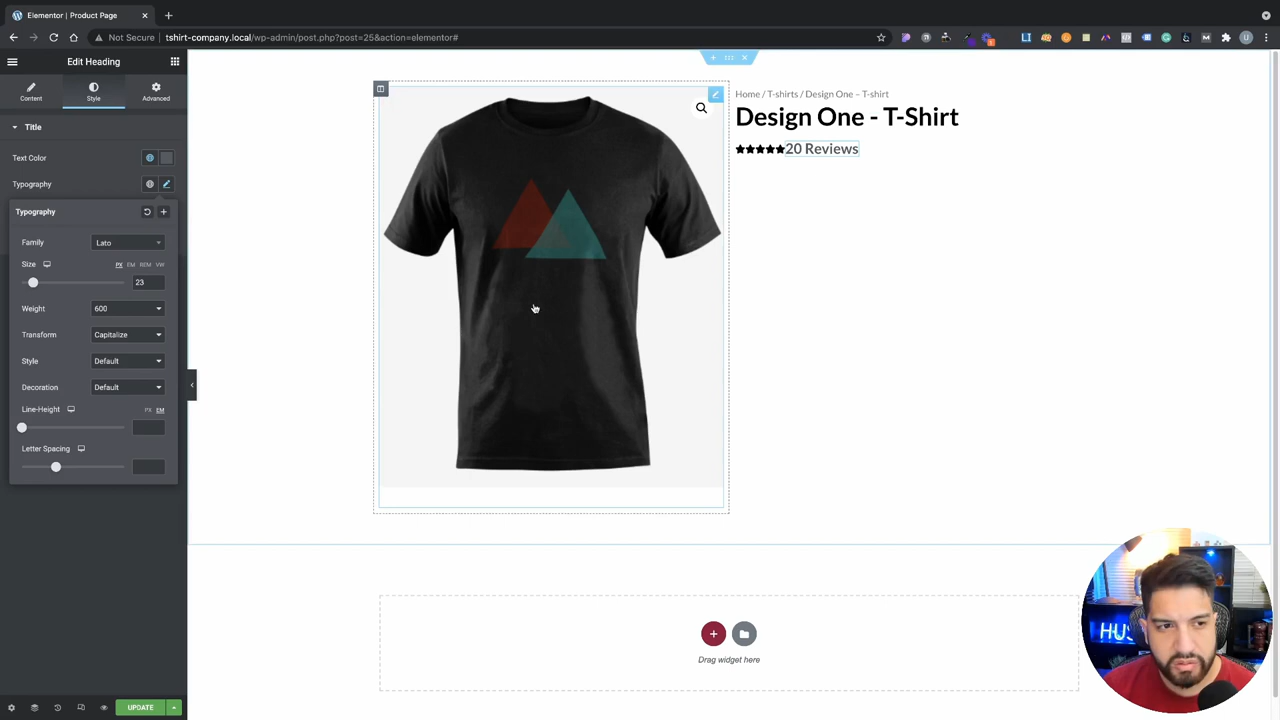 Elementor | Product Page
Not Secure | tshirt-company.local/wp-admin/post.php?post=25&action=elementor#
Edit Heading
Content
Style
Advanced
Title
Text Color
Typography
Typography
Family
Lato
Size
PX EM REM VW
23
Weight
600
Transform
Capitalize
Style
Default
Decoration
Default
Line-Height
PX EM
Letter Spacing
UPDATE
Home / T-shirts / Design One – T-shirt
Design One - T-Shirt
20 Reviews
Drag widget here
HUS